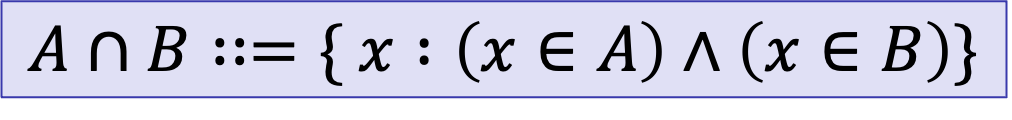 A ∩ B ::= { x : (x ∈ A) ∧ (x ∈ B)}